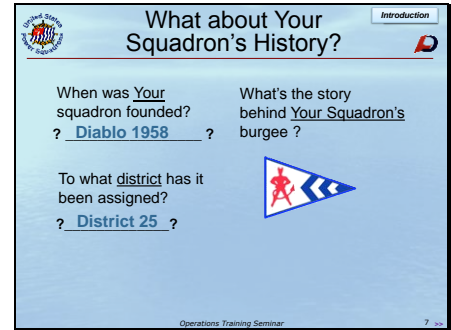 United States
Power Squadrons
Introduction
What about Your
Squadron's History?
When was Your
squadron founded?
? Diablo 1958 ?
To what district has it
been assigned?
? District 25 ?
What's the story
behind Your Squadron's
burgee ?
Operations Training Seminar
7 >>